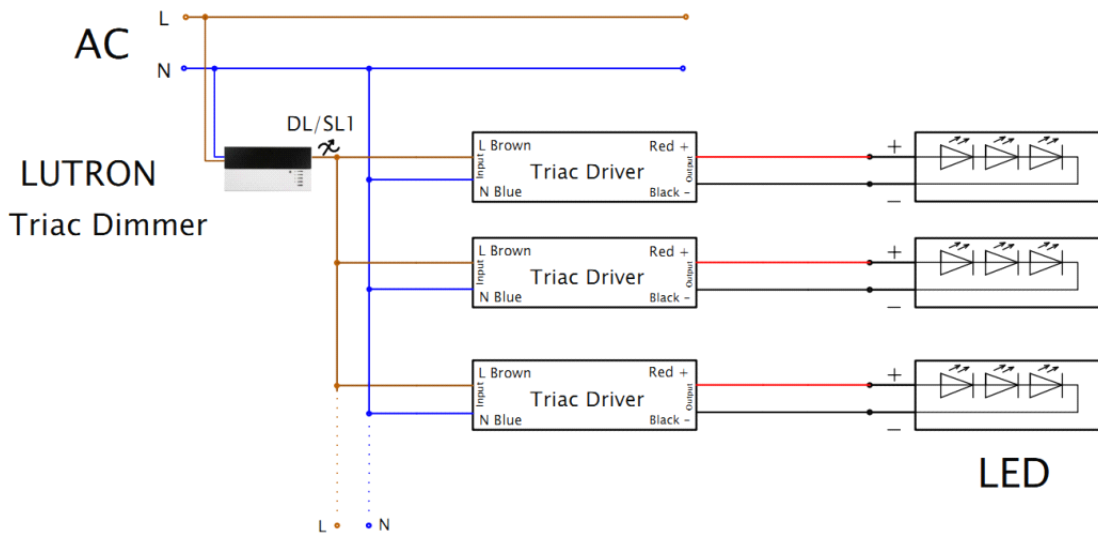 L
AC
N
DL/SL1
LUTRON
Triac Dimmer
L Brown
Red +
Input
Triac Driver
Output
N Blue
Black -
+
−
L Brown
Red +
Input
Triac Driver
Output
N Blue
Black -
+
−
L Brown
Red +
Input
Triac Driver
Output
N Blue
Black -
+
−
LED
L
N